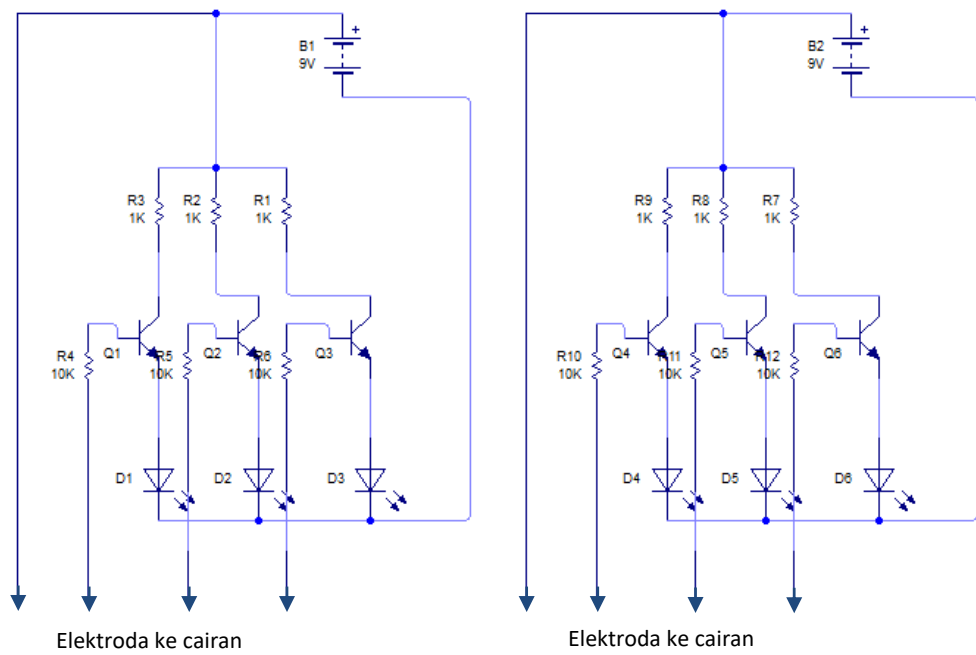 B1
9V
B2
9V
R3
1K
R2
1K
R1
1K
R9
1K
R8
1K
R7
1K
R4
10K
Q1
R5
10K
Q2
R6
10K
Q3
R10
10K
Q4
R11
10K
Q5
R12
10K
Q6
D1
D2
D3
D4
D5
D6
Elektroda ke cairan
Elektroda ke cairan